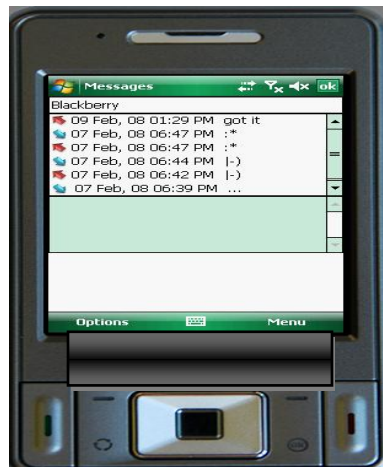 Messages ok
Blackberry
09 Feb, 08 01:29 PM got it
07 Feb, 08 06:47 PM :*
07 Feb, 08 06:47 PM :*
07 Feb, 08 06:44 PM |-)
07 Feb, 08 06:42 PM |-)
07 Feb, 08 06:39 PM ...
Options Menu